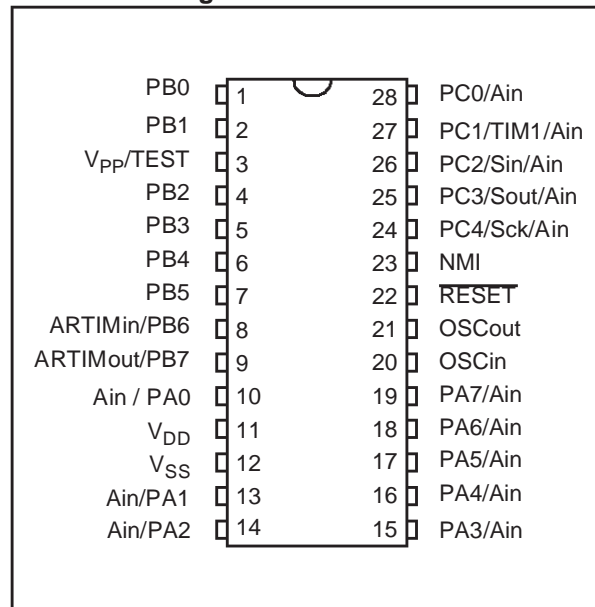 PB0 1 28 PC0/Ain
PB1 2 27 PC1/TIM1/Ain
VPP/TEST 3 26 PC2/Sin/Ain
PB2 4 25 PC3/Sout/Ain
PB3 5 24 PC4/Sck/Ain
PB4 6 23 NMI
PB5 7 22 RESET
ARTIMin/PB6 8 21 OSCout
ARTIMout/PB7 9 20 OSCin
Ain / PA0 10 19 PA7/Ain
VDD 11 18 PA6/Ain
VSS 12 17 PA5/Ain
Ain/PA1 13 16 PA4/Ain
Ain/PA2 14 15 PA3/Ain